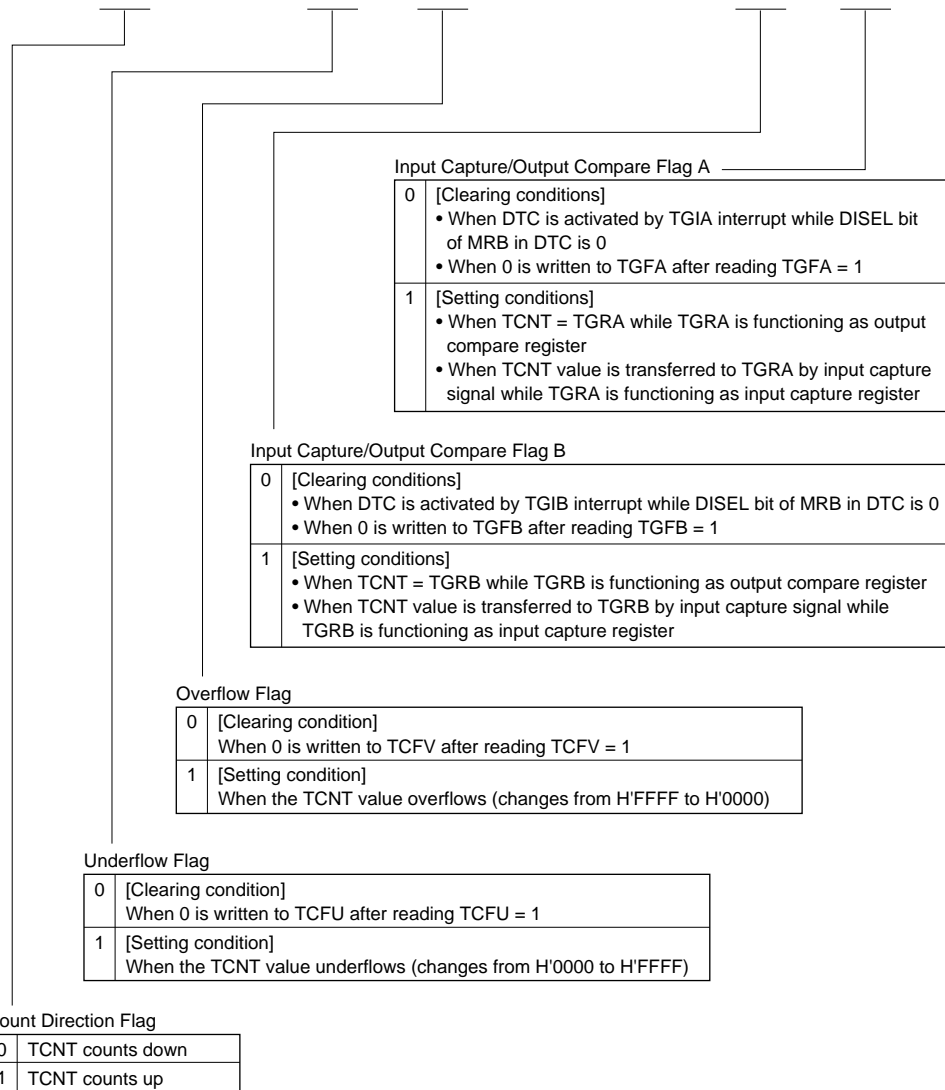 Input Capture/Output Compare Flag A
0 [Clearing conditions]
• When DTC is activated by TGIA interrupt while DISEL bit
of MRB in DTC is 0
• When 0 is written to TGFA after reading TGFA = 1
1 [Setting conditions]
• When TCNT = TGRA while TGRA is functioning as output
compare register
• When TCNT value is transferred to TGRA by input capture
signal while TGRA is functioning as input capture register
Input Capture/Output Compare Flag B
0 [Clearing conditions]
• When DTC is activated by TGIB interrupt while DISEL bit of MRB in DTC is 0
• When 0 is written to TGFB after reading TGFB = 1
1 [Setting conditions]
• When TCNT = TGRB while TGRB is functioning as output compare register
• When TCNT value is transferred to TGRB by input capture signal while
TGRB is functioning as input capture register
Overflow Flag
0 [Clearing condition]
When 0 is written to TCFV after reading TCFV = 1
1 [Setting condition]
When the TCNT value overflows (changes from H'FFFF to H'0000)
Underflow Flag
0 [Clearing condition]
When 0 is written to TCFU after reading TCFU = 1
1 [Setting condition]
When the TCNT value underflows (changes from H'0000 to H'FFFF)
ount Direction Flag
0 TCNT counts down
1 TCNT counts up